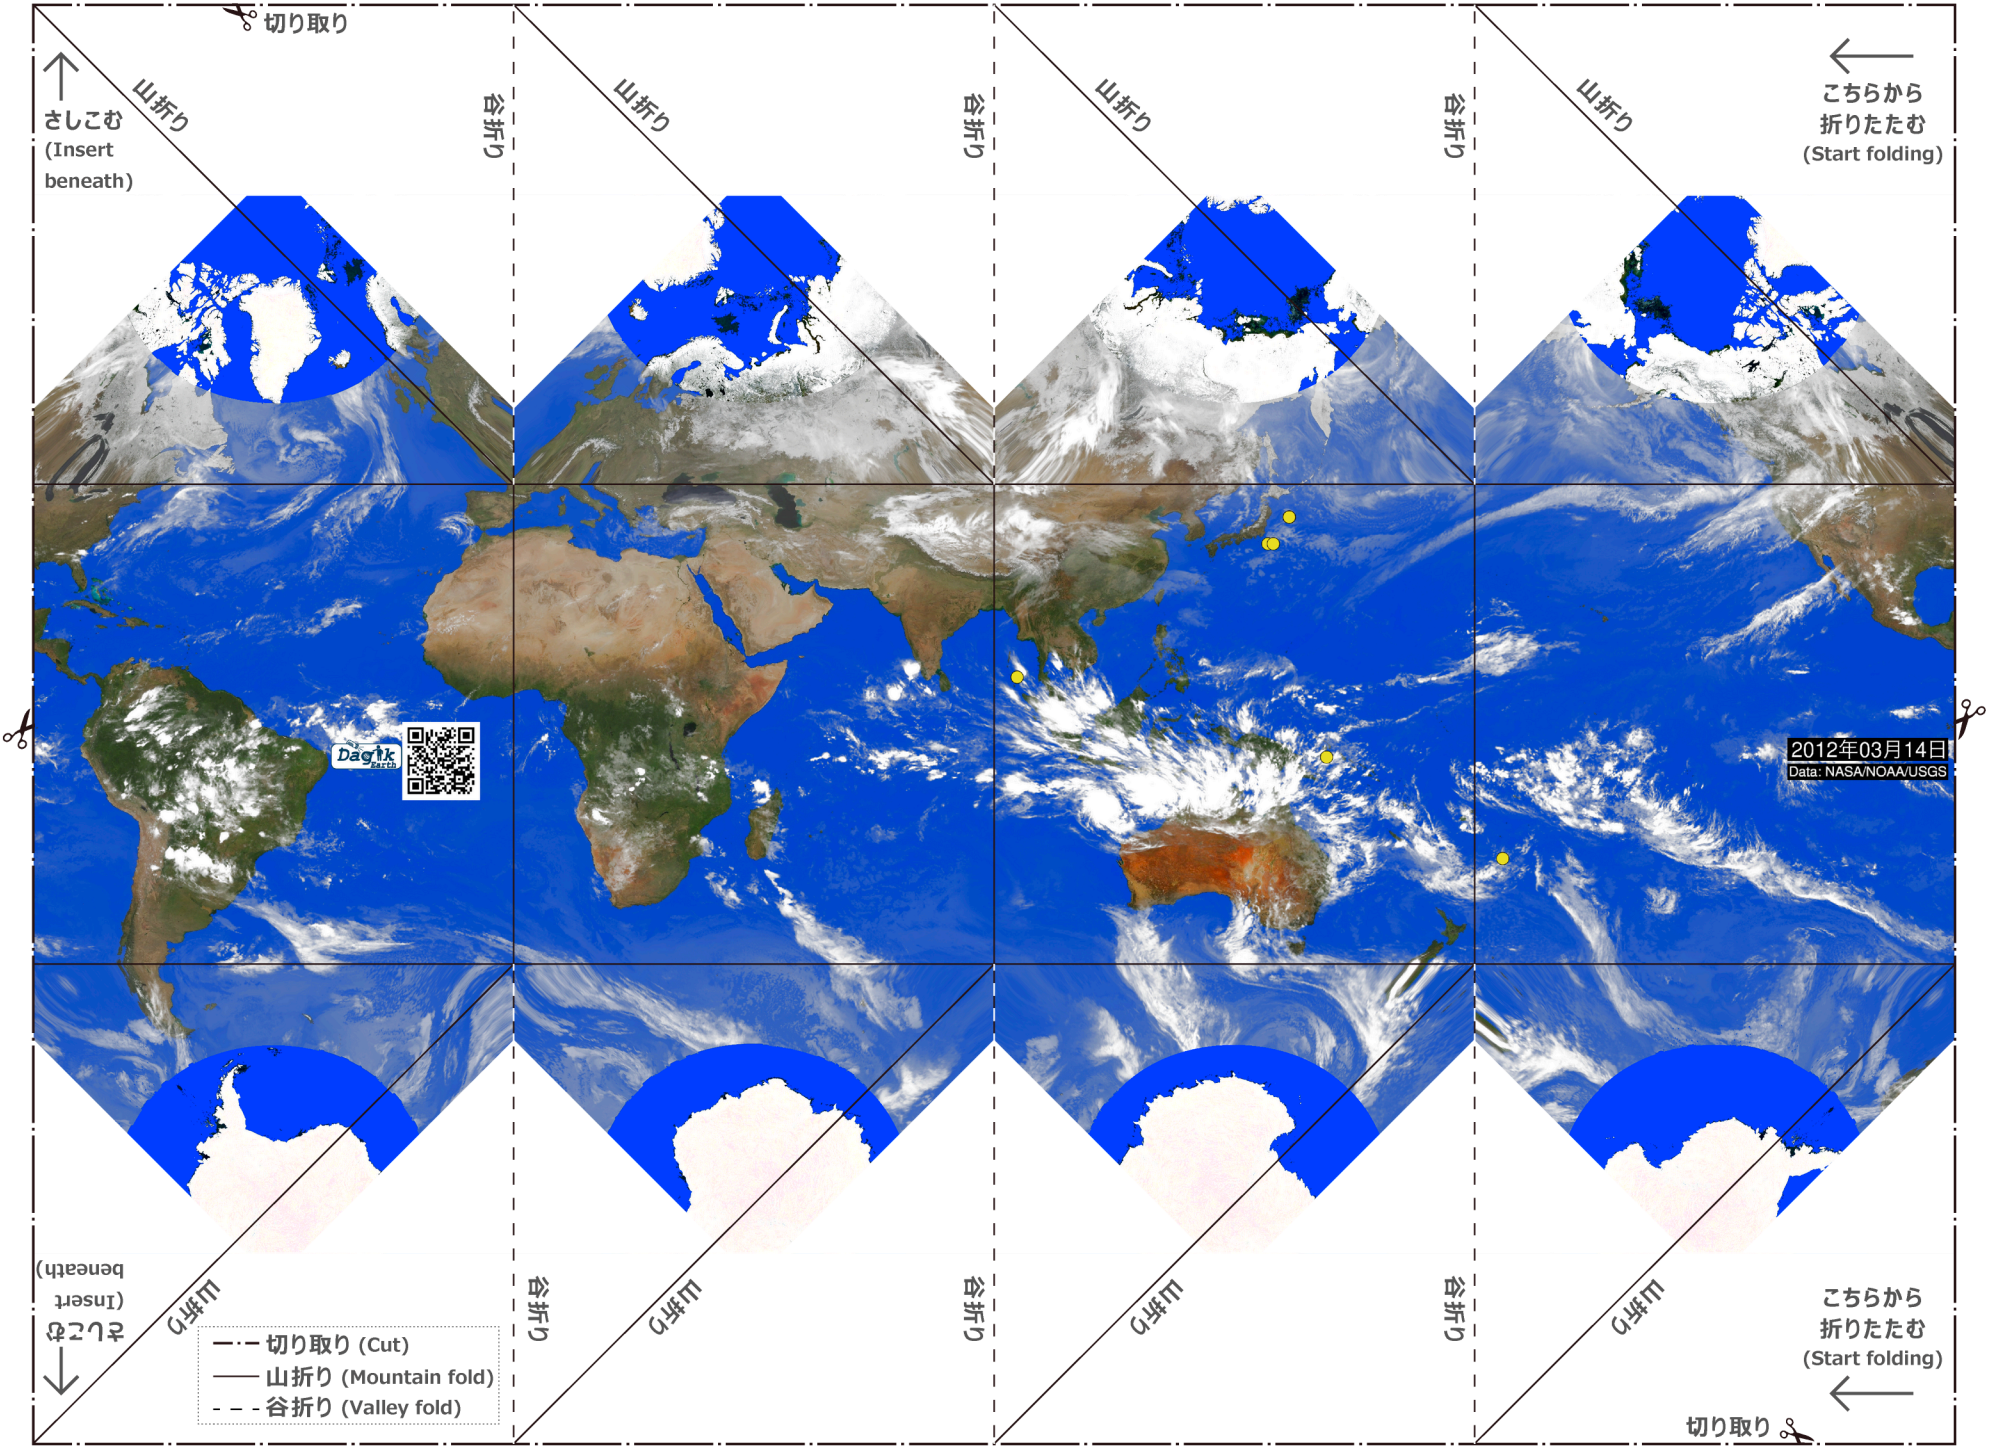 切り取り
さしこむ
(Insert
beneath)
山折り
谷折り
山折り
谷折り
山折り
谷折り
山折り
こちらから
折りたたむ
(Start folding)
Dagik
Earth
2012年03月14日
Data: NASA/NOAA/USGS
さしこむ
(Insert
beneath)
山折り
谷折り
山折り
谷折り
山折り
谷折り
山折り
こちらから
折りたたむ
(Start folding)
切り取り (Cut)
山折り (Mountain fold)
谷折り (Valley fold)
切り取り